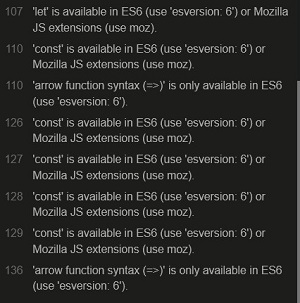 107 'let' is available in ES6 (use 'esversion: 6') or Mozilla
JS extensions (use moz).
110 'const' is available in ES6 (use 'esversion: 6') or
Mozilla JS extensions (use moz).
110 'arrow function syntax (=>)' is only available in ES6
(use 'esversion: 6').
126 'const' is available in ES6 (use 'esversion: 6') or
Mozilla JS extensions (use moz).
127 'const' is available in ES6 (use 'esversion: 6') or
Mozilla JS extensions (use moz).
128 'const' is available in ES6 (use 'esversion: 6') or
Mozilla JS extensions (use moz).
129 'const' is available in ES6 (use 'esversion: 6') or
Mozilla JS extensions (use moz).
136 'arrow function syntax (=>)' is only available in ES6
(use 'esversion: 6').